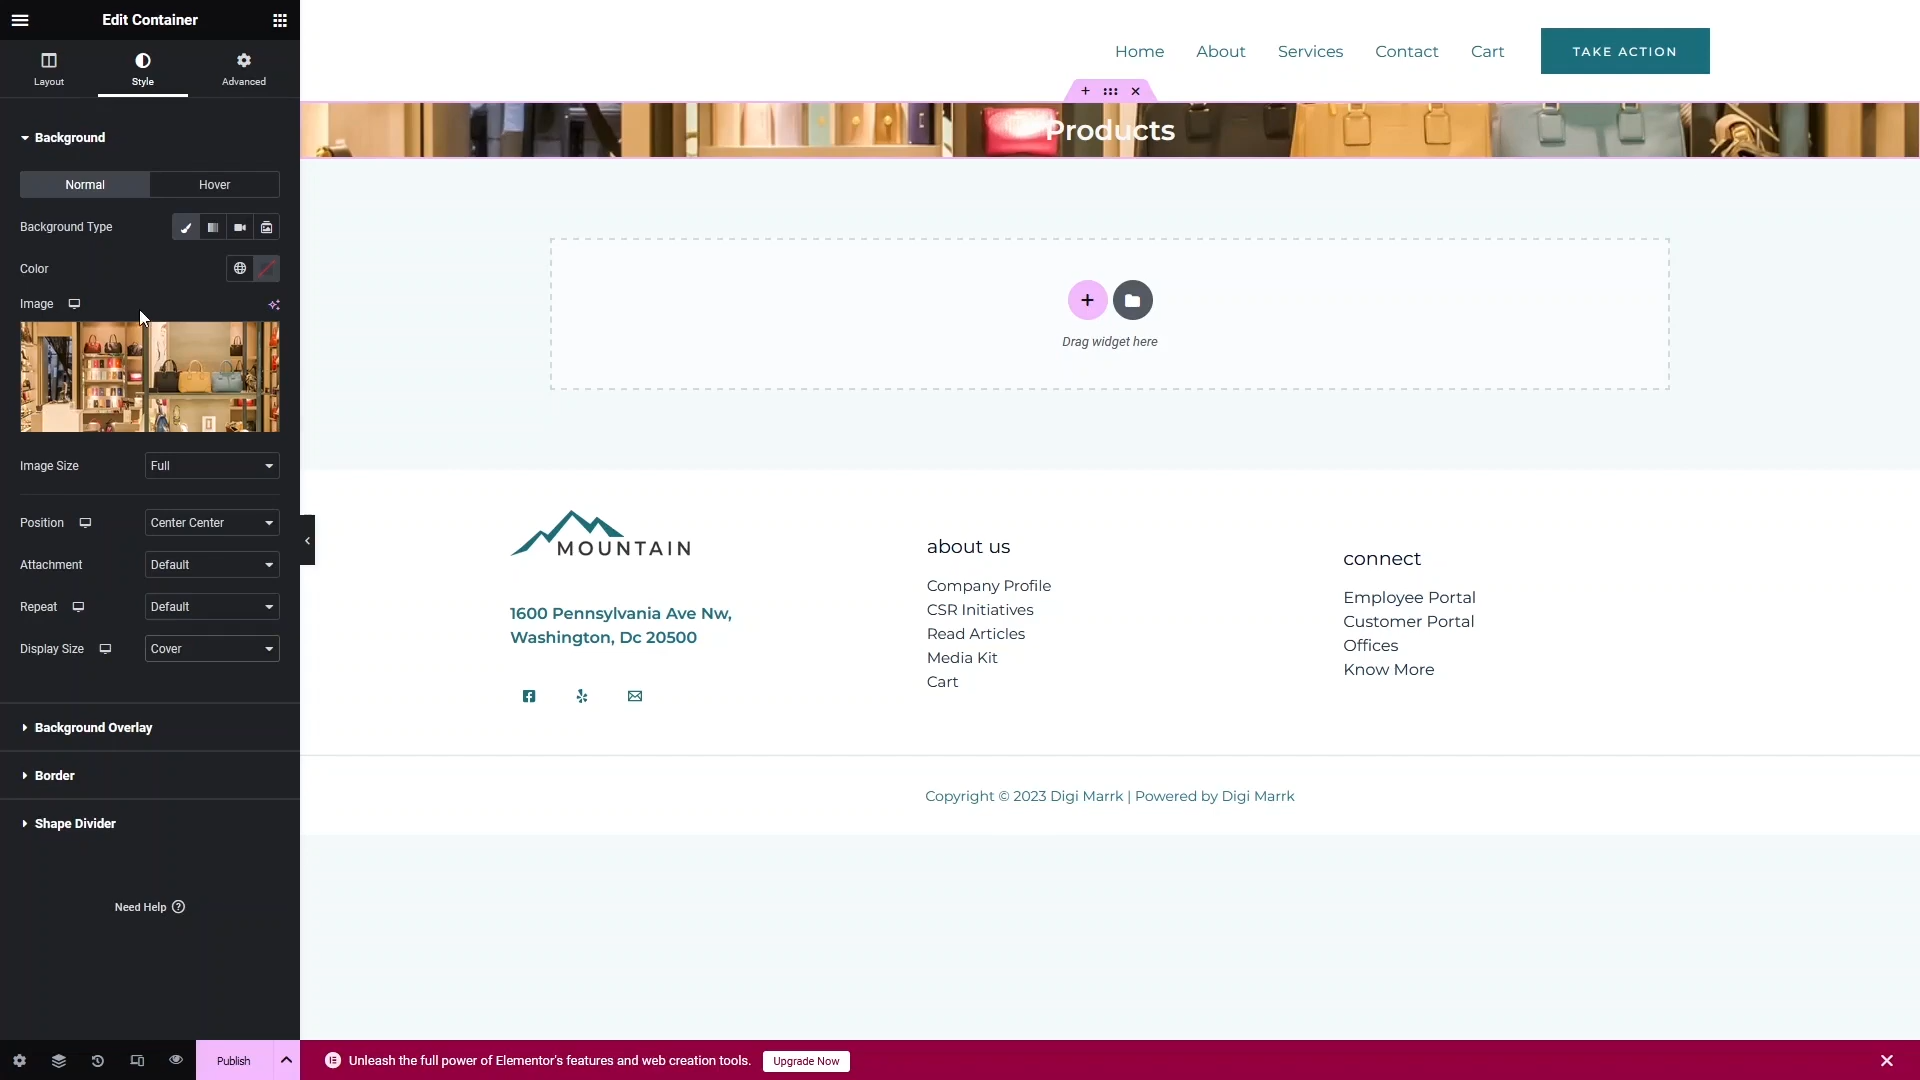 Edit Container
Layout
Style
Advanced
Home
About
Services
Contact
Cart
TAKE ACTION
Background
Normal
Hover
Background Type
Color
Image
Image Size
Full
Position
Center Center
Attachment
Default
Repeat
Default
Display Size
Cover
Background Overlay
Border
Shape Divider
Need Help
Publish
Products
Drag widget here
MOUNTAIN
1600 Pennsylvania Ave Nw,
Washington, Dc 20500
about us
Company Profile
CSR Initiatives
Read Articles
Media Kit
Cart
connect
Employee Portal
Customer Portal
Offices
Know More
Copyright © 2023 Digi Marrk | Powered by Digi Marrk
Unleash the full power of Elementor's features and web creation tools.
Upgrade Now